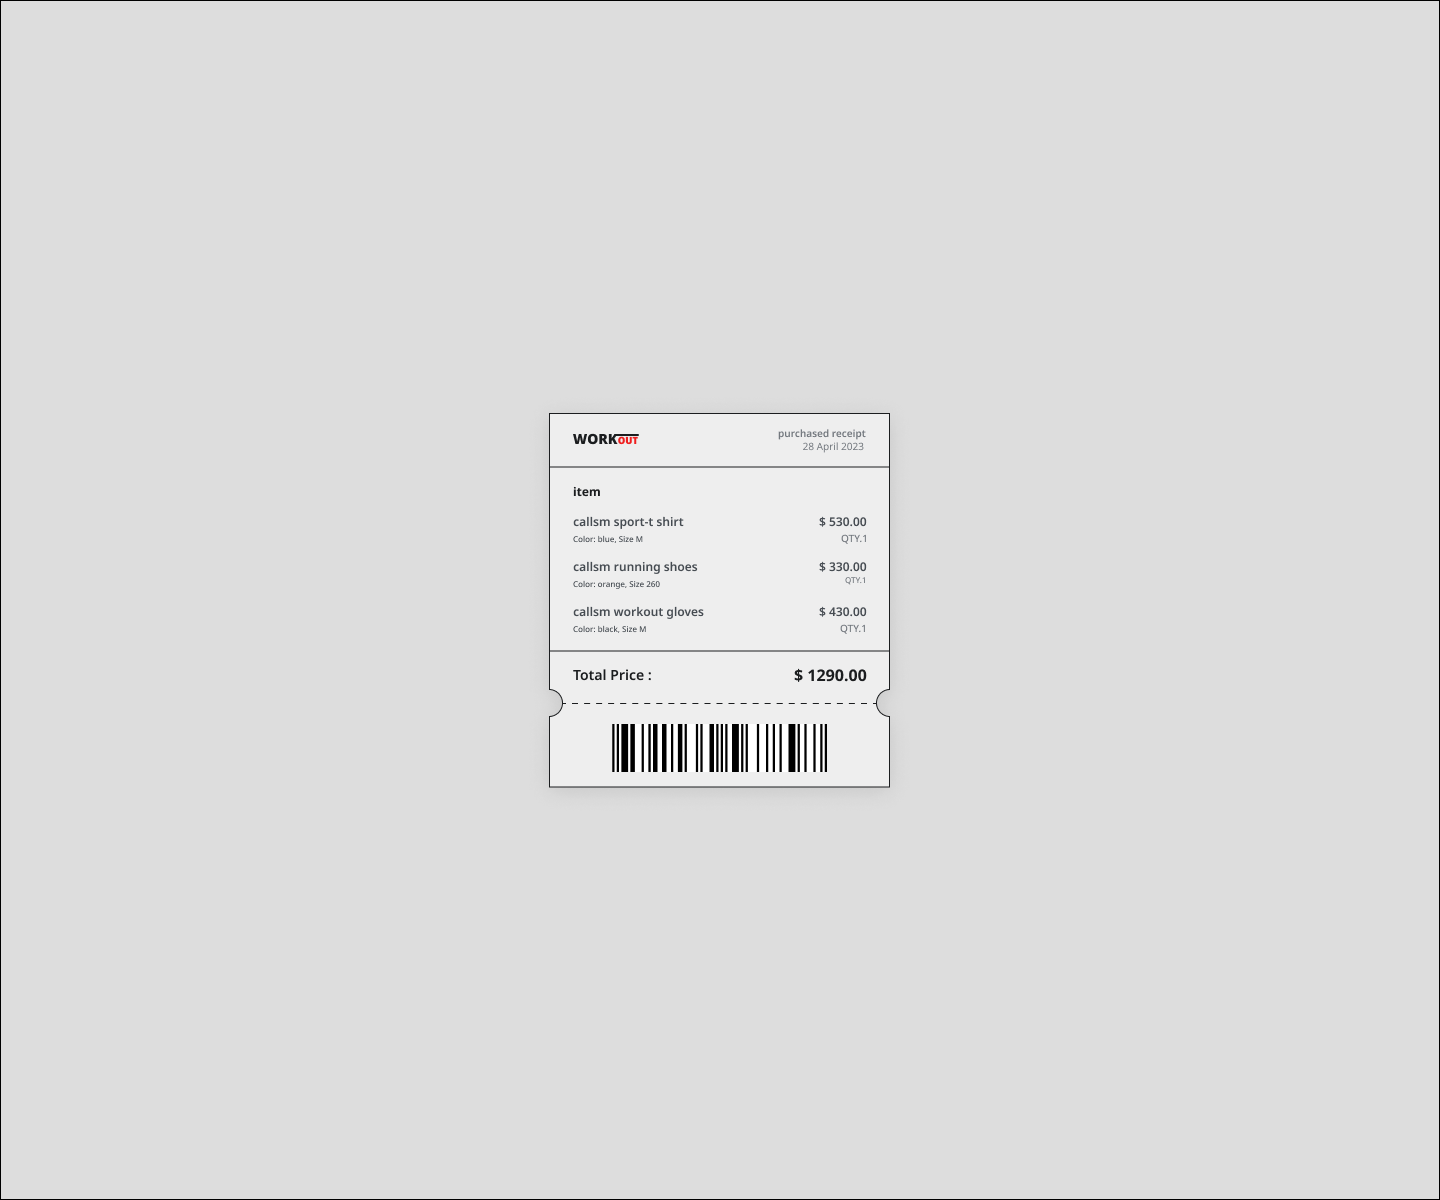 WORKOUT
purchased receipt
28 April 2023
item
callsm sport-t shirt $ 530.00
Color: blue, Size M QTY.1
callsm running shoes $ 330.00
Color: orange, Size 260 QTY.1
callsm workout gloves $ 430.00
Color: black, Size M QTY.1
Total Price : $ 1290.00